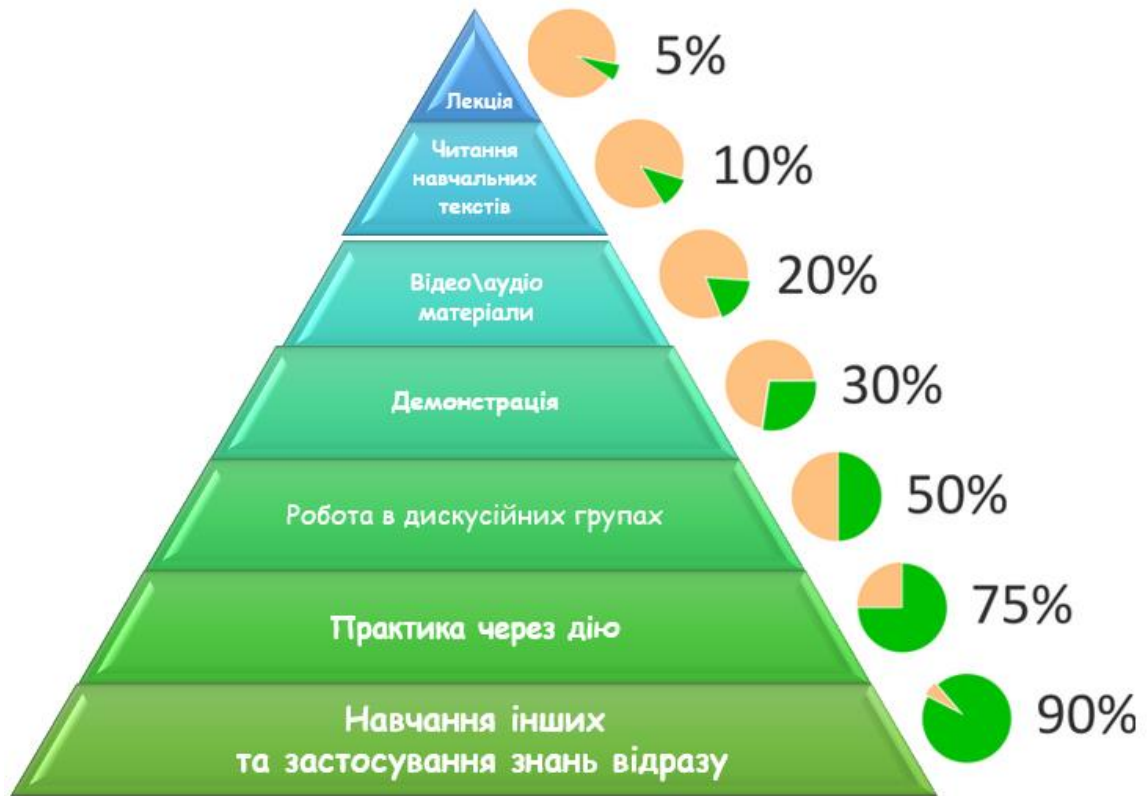 Лекція
5%
Читання
навчальних
текстів
10%
Відео\аудіо
матеріали
20%
Демонстрація
30%
Робота в дискусійних групах
50%
Практика через дію
75%
Навчання інших
та застосування знань відразу
90%